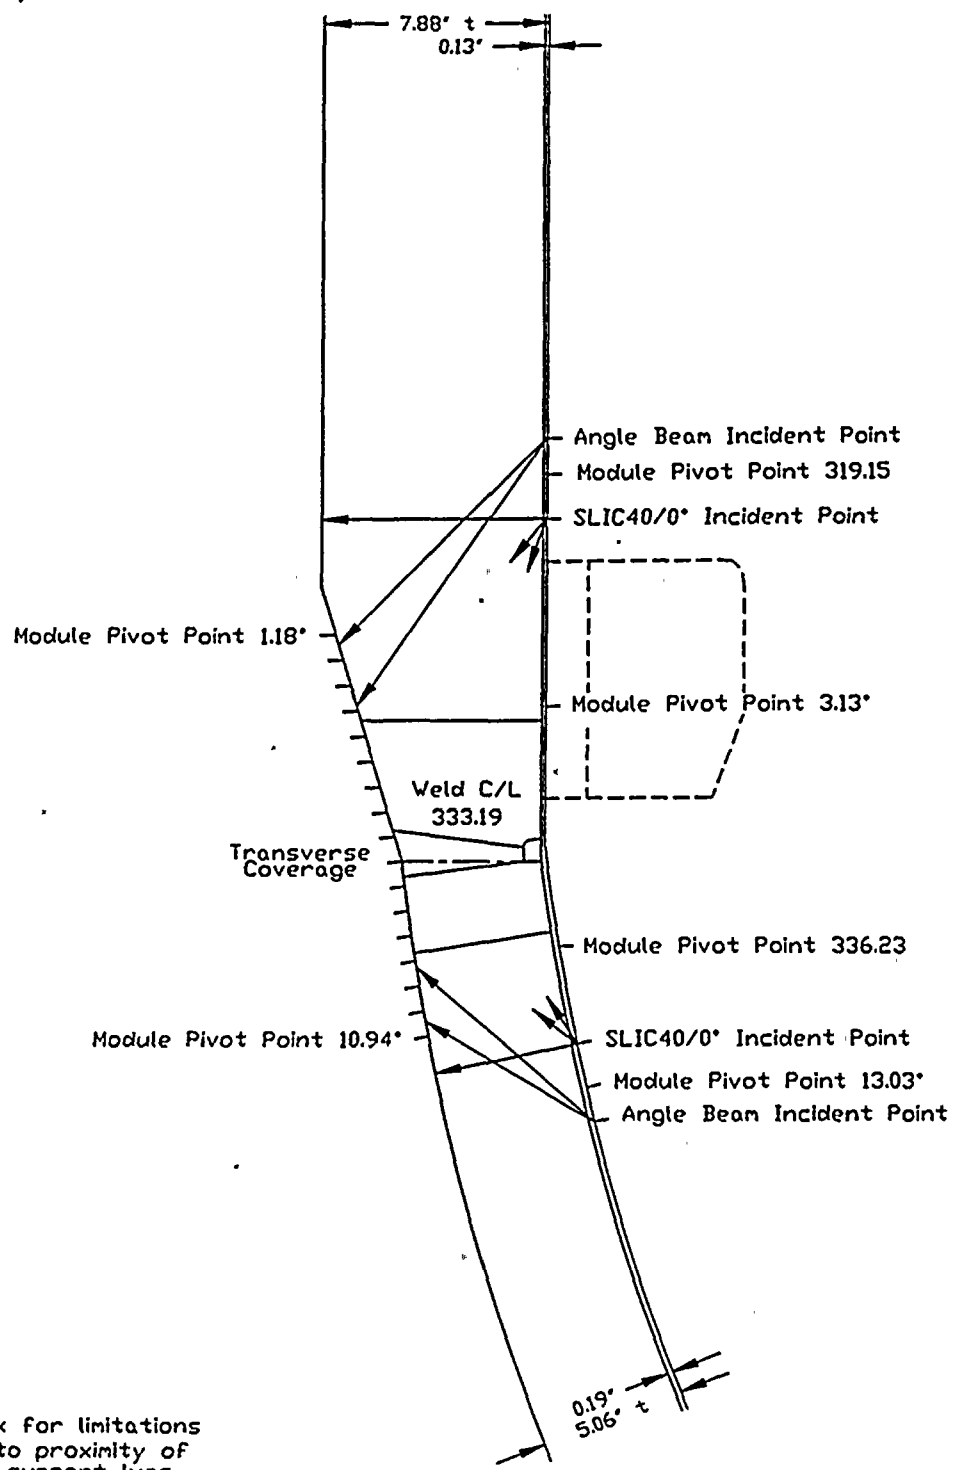 7.88" t
0.13"
Angle Beam Incident Point
Module Pivot Point 319.15
SLIC40/0° Incident Point
Module Pivot Point 1.18°
Module Pivot Point 3.13°
Weld C/L
333.19
Transverse
Coverage
Module Pivot Point 336.23
Module Pivot Point 10.94°
SLIC40/0° Incident Point
Module Pivot Point 13.03°
Angle Beam Incident Point
0.19"
5.06" t
for limitations
to proximity of